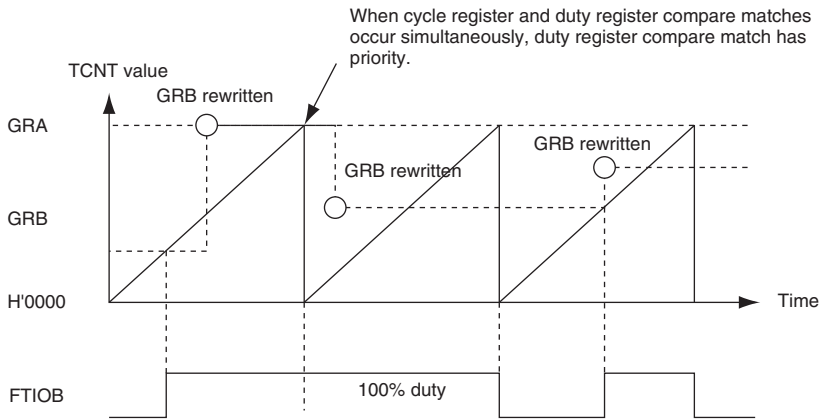 When cycle register and duty register compare matches
occur simultaneously, duty register compare match has
priority.
TCNT value
GRB rewritten
GRA
GRB rewritten
GRB rewritten
GRB
H'0000
Time
FTIOB
100% duty